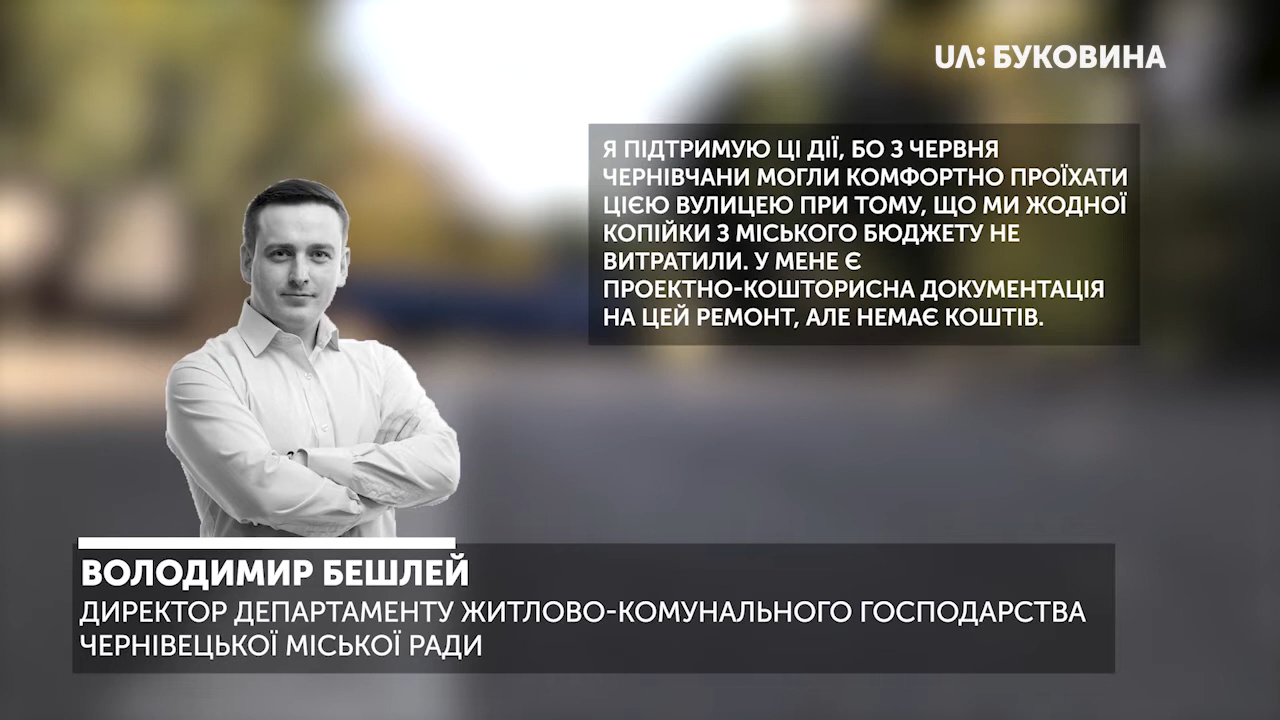 UA: БУКОВИНА
Я ПІДТРИМУЮ ЦІ ДІЇ, БО З ЧЕРВНЯ
ЧЕРНІВЧАНИ МОГЛИ КОМФОРТНО ПРОЇХАТИ
ЦІЄЮ ВУЛИЦЕЮ ПРИ ТОМУ, ЩО МИ ЖОДНОЇ
КОПІЙКИ З МІСЬКОГО БЮДЖЕТУ НЕ
ВИТРАТИЛИ. У МЕНЕ Є
ПРОЕКТНО-КОШТОРИСНА ДОКУМЕНТАЦІЯ
НА ЦЕЙ РЕМОНТ, АЛЕ НЕМАЄ КОШТІВ.
ВОЛОДИМИР БЕШЛЕЙ
ДИРЕКТОР ДЕПАРТАМЕНТУ ЖИТЛОВО-КОМУНАЛЬНОГО ГОСПОДАРСТВА
ЧЕРНІВЕЦЬКОЇ МІСЬКОЇ РАДИ